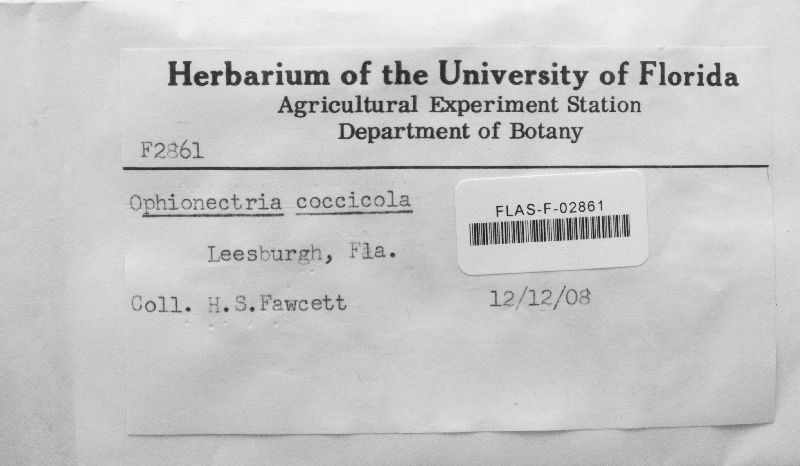 Herbarium of the University of Florida
Agricultural Experiment Station
Department of Botany
F2861
Ophionectria coccicola
FLAS-F-02861
Leesburgh, Fla.
Coll. H.S.Fawcett 12/12/08